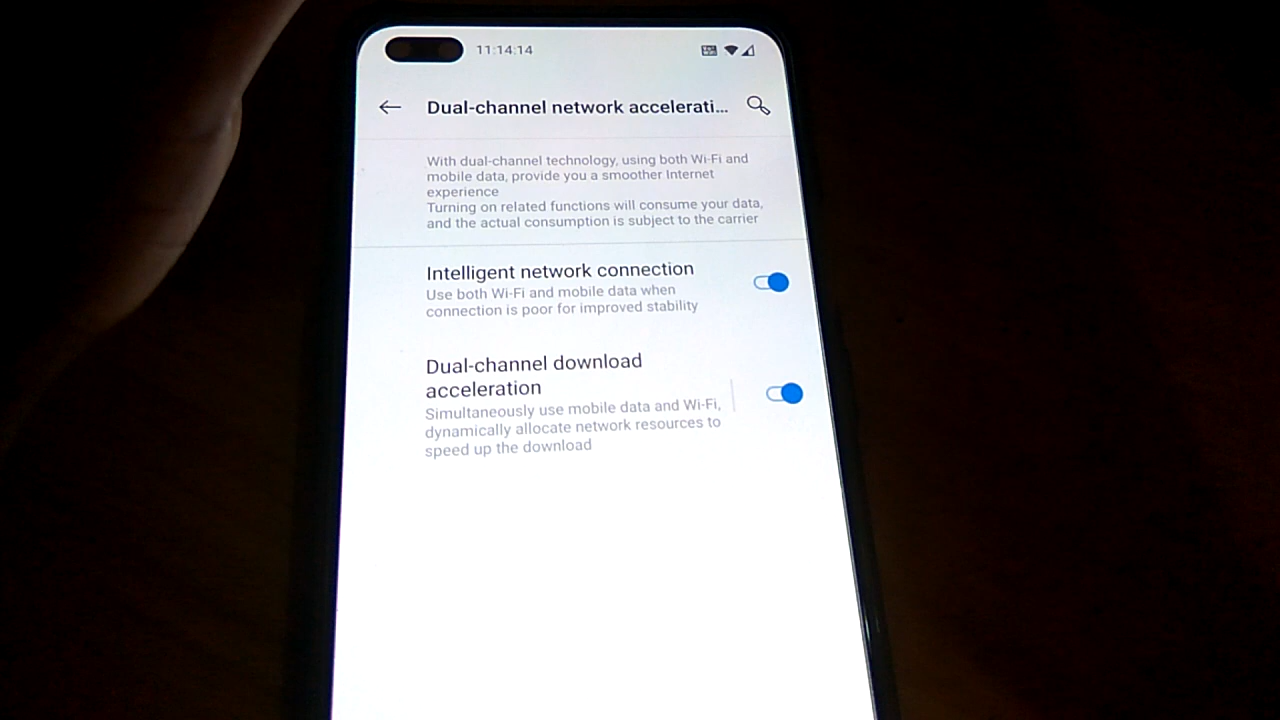 11:14:14
Dual-channel network accelerati...
With dual-channel technology, using both Wi-Fi and
mobile data, provide you a smoother Internet
experience
Turning on related functions will consume your data,
and the actual consumption is subject to the carrier
Intelligent network connection
Use both Wi-Fi and mobile data when
connection is poor for improved stability
Dual-channel download
acceleration
Simultaneously use mobile data and Wi-Fi,
dynamically allocate network resources to
speed up the download